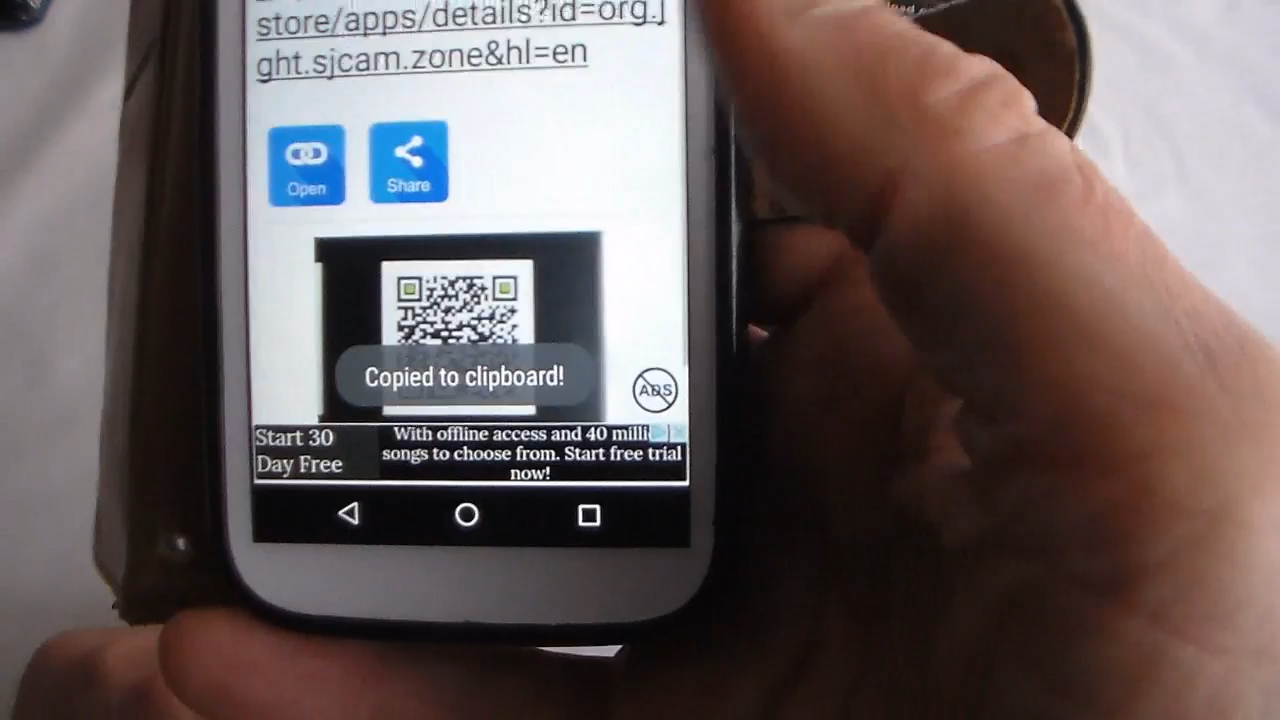 store/apps/details?id=org.j
ght.sjcam.zone&hl=en
Open
Share
Copied to clipboard!
ADS
Start 30
Day Free
With offline access and 40 milli
songs to choose from. Start free trial
now!